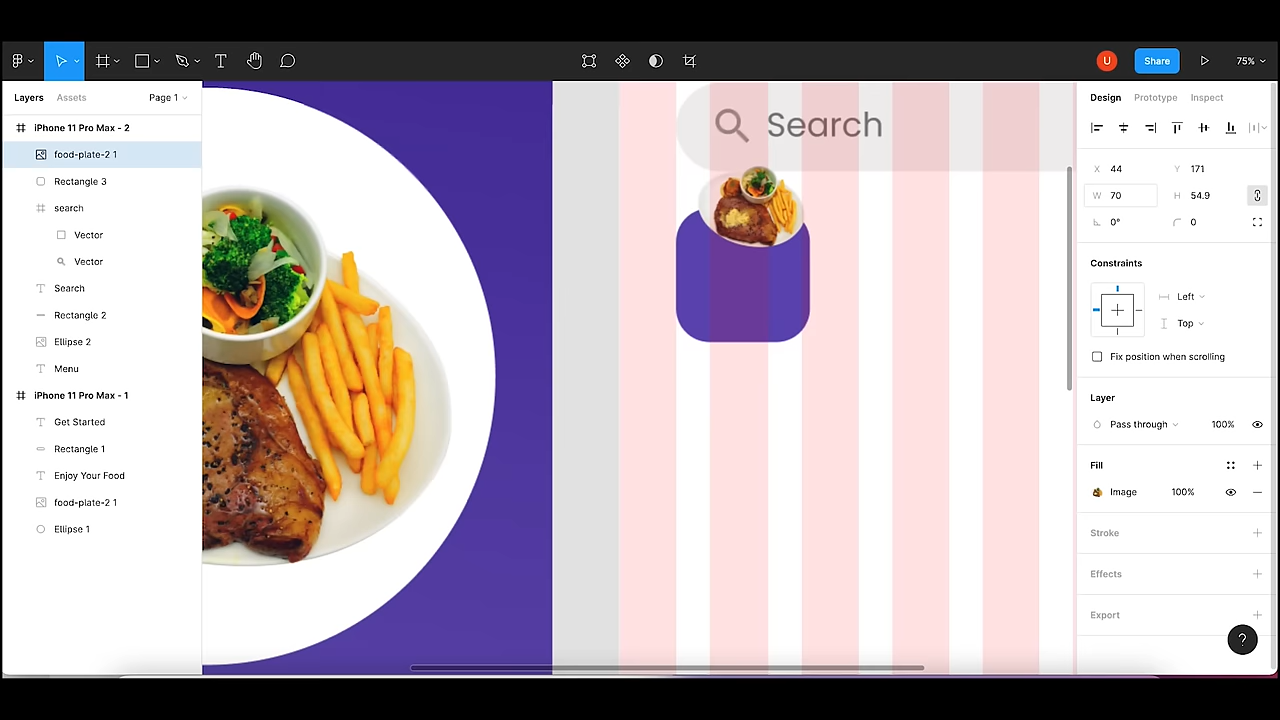 U
Share
75%
Layers
Assets
Page 1
iPhone 11 Pro Max - 2
food-plate-2 1
Rectangle 3
search
Vector
Vector
Search
Rectangle 2
Ellipse 2
Menu
iPhone 11 Pro Max - 1
Get Started
Rectangle 1
Enjoy Your Food
food-plate-2 1
Ellipse 1
Search
Design
Prototype
Inspect
X 44 Y 171
W 70 H 54.9
0° 0
Constraints
Left
Top
Fix position when scrolling
Layer
Pass through 100%
Fill
Image 100%
Stroke
Effects
Export
?